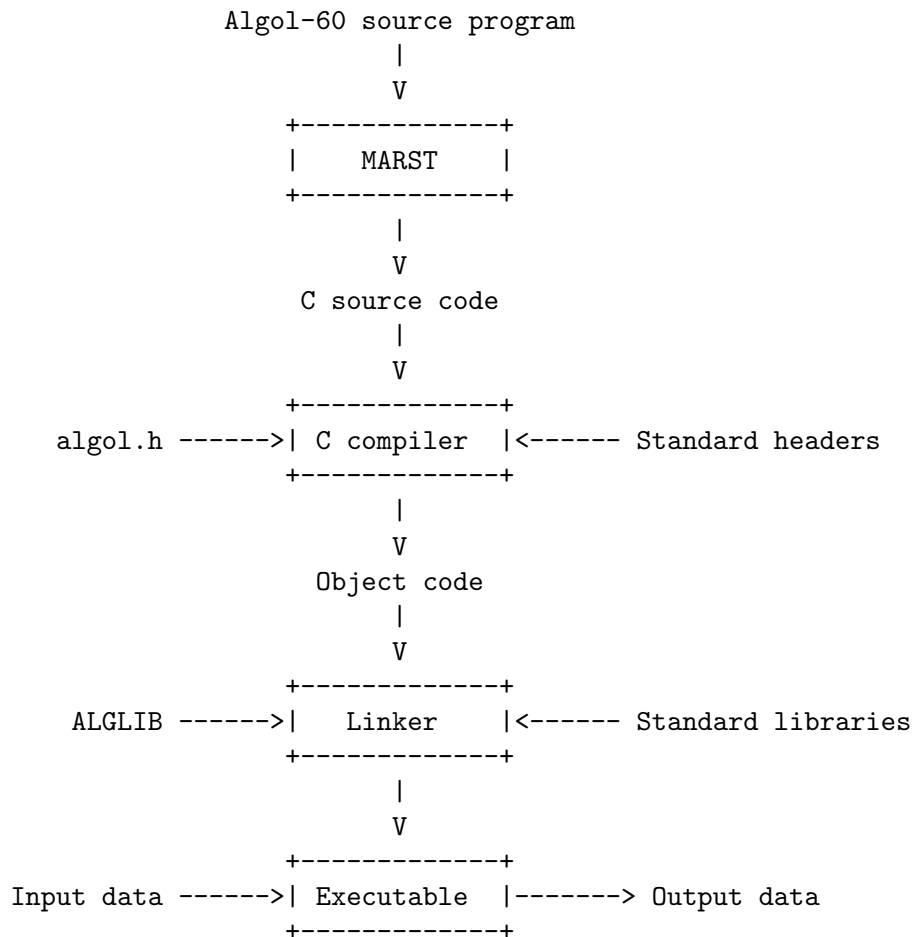 Algol-60 source program
|
V
+-------------+
|    MARST    |
+-------------+
|
V
C source code
|
V
+-------------+
algol.h ------>| C compiler  |<------ Standard headers
+-------------+
|
V
Object code
|
V
+-------------+
ALGLIB ------>|   Linker    |<------ Standard libraries
+-------------+
|
V
+-------------+
Input data ------>| Executable  |-------> Output data
+-------------+